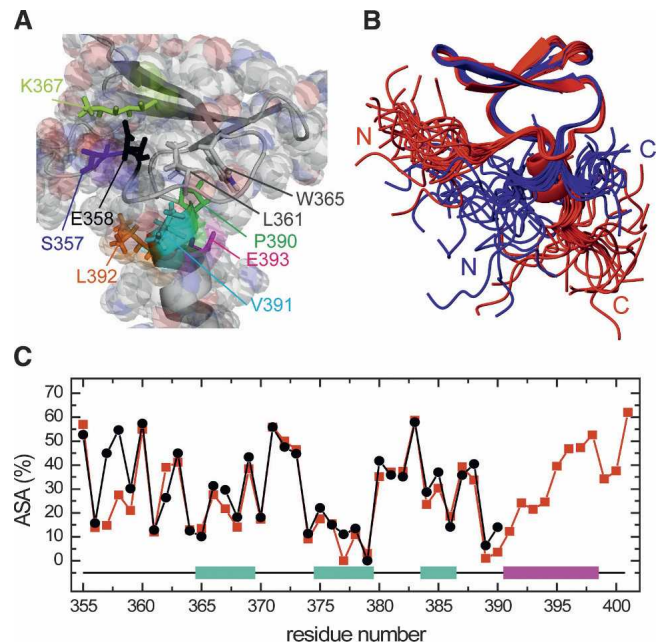 A
K367
S357
E358
L392
W365
L361
P390
E393
V391
B
N
C
N
C
C
ASA (%)
70
60
50
40
30
20
10
0
355 360 365 370 375 380 385 390 395 400
residue number